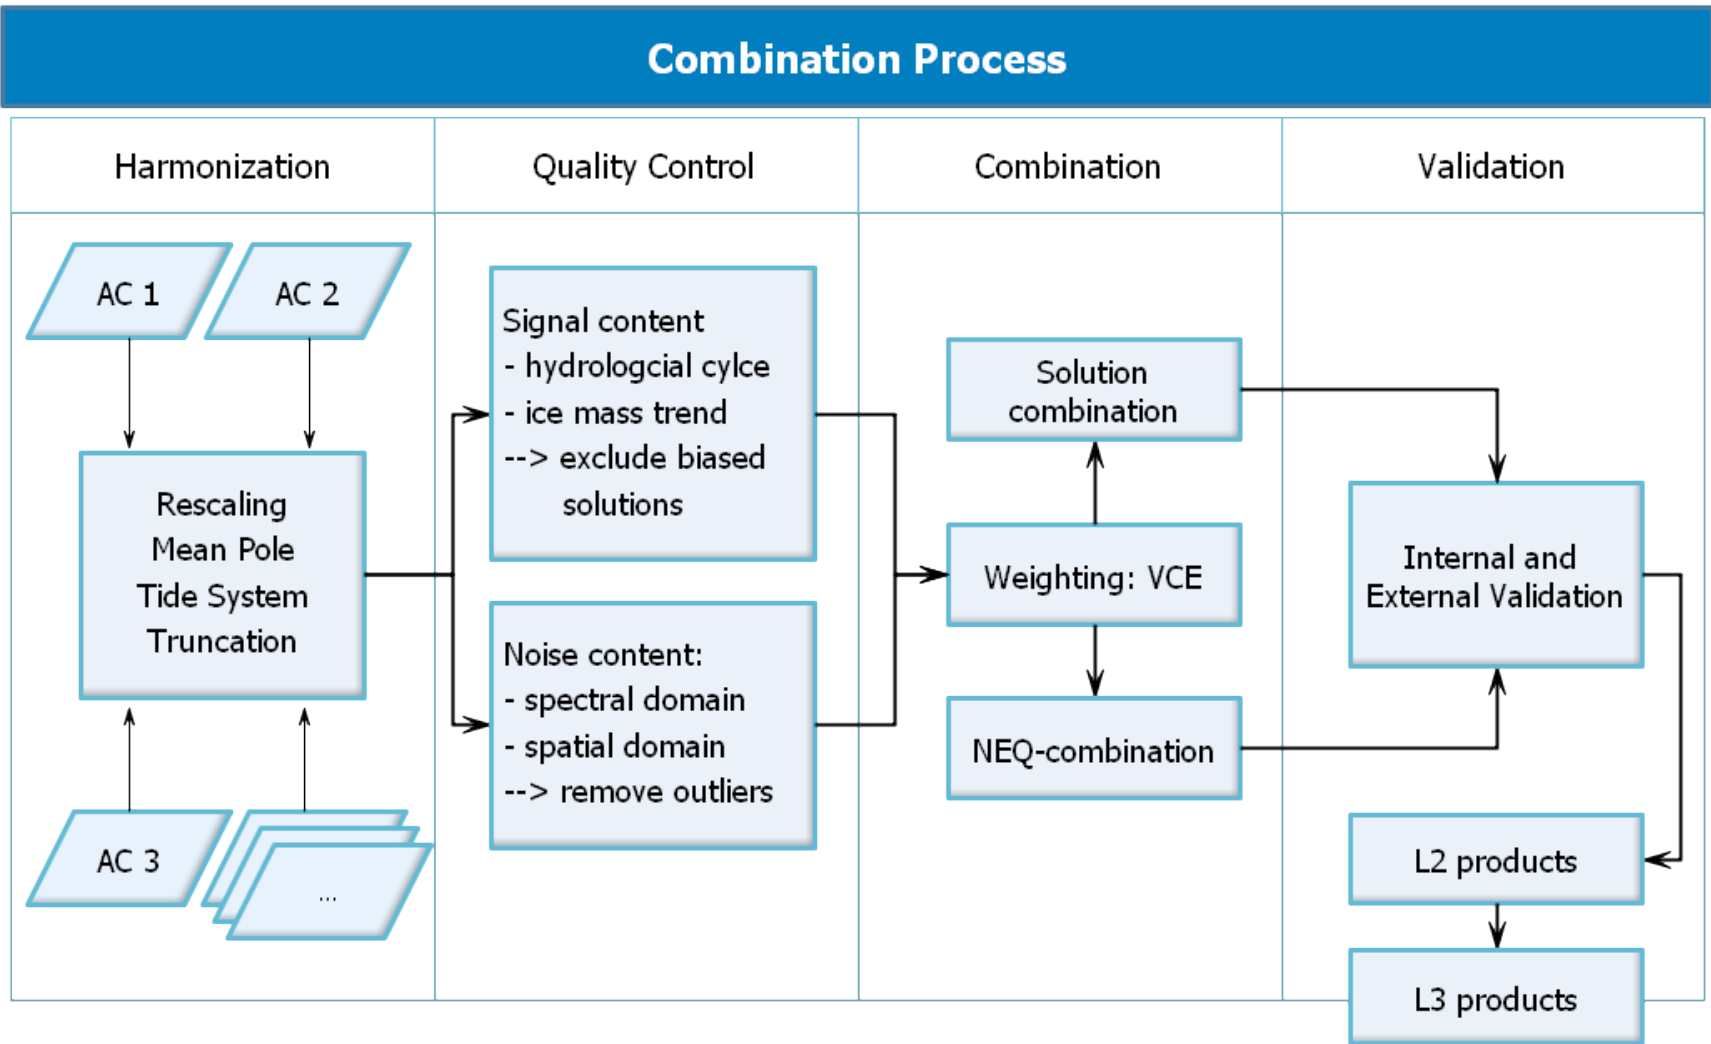 Combination Process
Harmonization
Quality Control
Combination
Validation
AC 1
AC 2
Rescaling
Mean Pole
Tide System
Truncation
AC 3
...
Signal content
- hydrologcial cylce
- ice mass trend
--> exclude biased
solutions
Noise content:
- spectral domain
- spatial domain
--> remove outliers
Solution
combination
Weighting: VCE
NEQ-combination
Internal and
External Validation
L2 products
L3 products